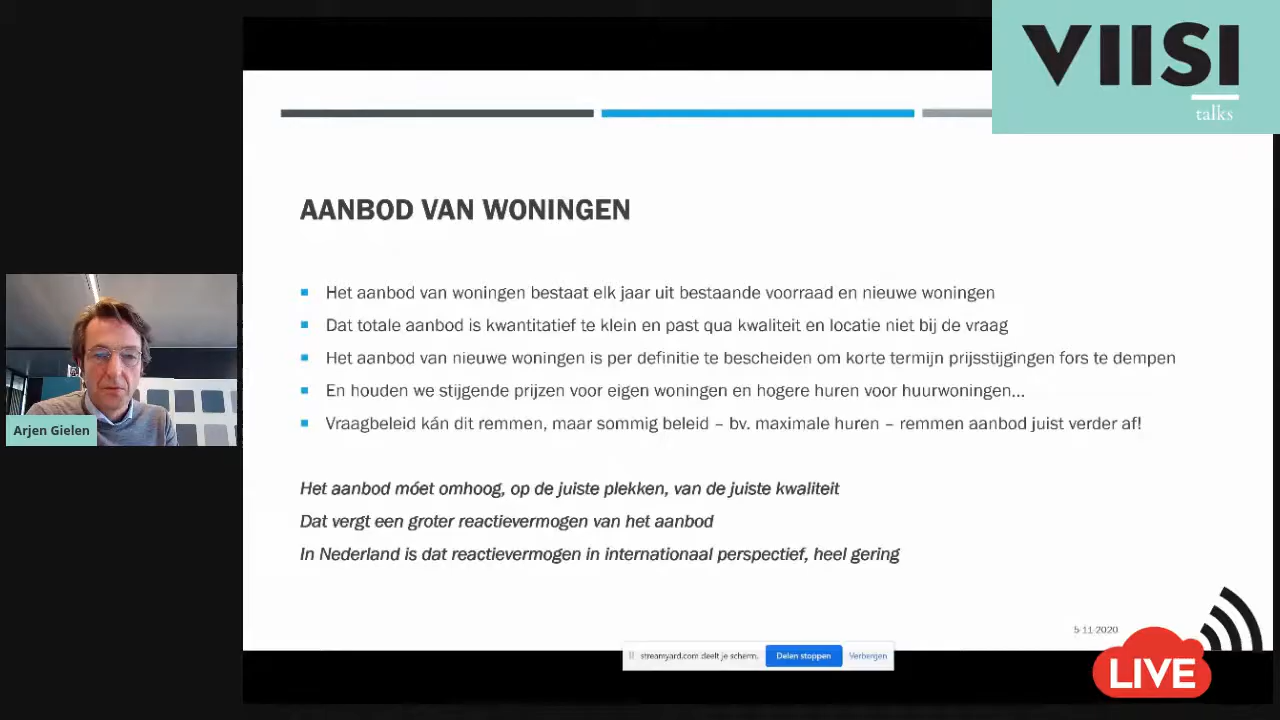 VIISI
talks
AANBOD VAN WONINGEN
Het aanbod van woningen bestaat elk jaar uit bestaande voorraad en nieuwe woningen
Dat totale aanbod is kwantitatief te klein en past qua kwaliteit en locatie niet bij de vraag
Het aanbod van nieuwe woningen is per definitie te bescheiden om korte termijn prijsstijgingen fors te dempen
En houden we stijgende prijzen voor eigen woningen en hogere huren voor huurwoningen...
Vraagbeleid kán dit remmen, maar sommig beleid – bv. maximale huren – remmen aanbod juist verder af!
Arjen Gielen
Het aanbod móet omhoog, op de juiste plekken, van de juiste kwaliteit
Dat vergt een groter reactievermogen van het aanbod
In Nederland is dat reactievermogen in internationaal perspectief, heel gering
5-11-2020
streamyard.com deelt je scherm.
Delen stoppen
Verbergen
LIVE